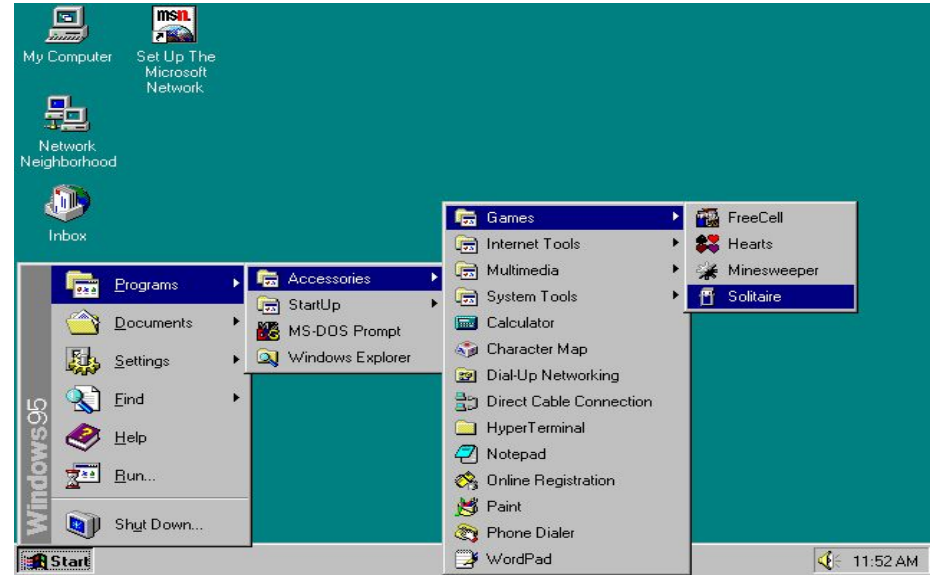 My Computer
msn.
Set Up The
Microsoft
Network
Network
Neighborhood
Inbox
Windows95
Programs
Documents
Settings
Find
Help
Run...
Shut Down...
Accessories
StartUp
MS-DOS Prompt
Windows Explorer
Games
Internet Tools
Multimedia
System Tools
Calculator
Character Map
Dial-Up Networking
Direct Cable Connection
HyperTerminal
Notepad
Online Registration
Paint
Phone Dialer
WordPad
FreeCell
Hearts
Minesweeper
Solitaire
Start
11:52 AM